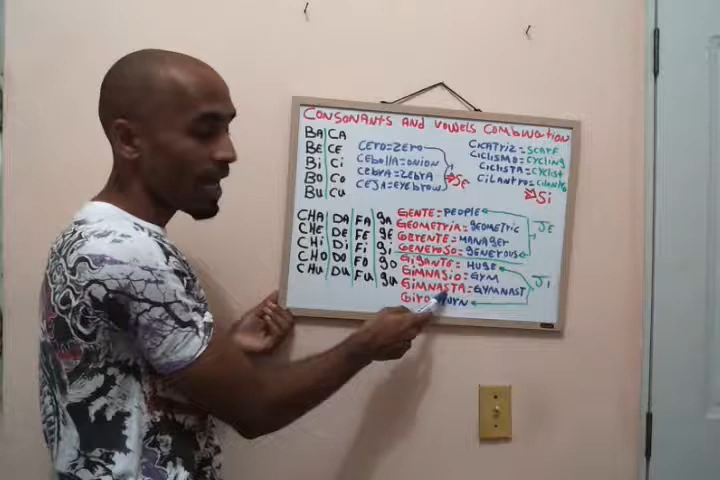 CONSONANTS AND VOWELS COMBINATION
BA CA
BE CE
Bi Ci
BO CO
BU CU
CERO=ZERO
CEBOLLA=ONION
CEBRA=ZEBRA
CEJA=EYEBROW
SE
CICATRIZ=SCARF
CICLISMO=CYCLING
CICLISTA=CYCLIST
CILANTRO=cilantro
Si
CHA DA FA ga
CHE DE FE ge
CHi Di Fi gi
CHO DO FO go
CHU DU FU gu
GENTE=PEOPLE
GEOMETRIA=GEOMETRIC
GERENTE=MANAGER
GENEROSO=GENEROUS
JE
GIGANTE=HUGE
GIMNASIO=GYM
GIMNASTA=GYMNAST
GIRO TURN
JI